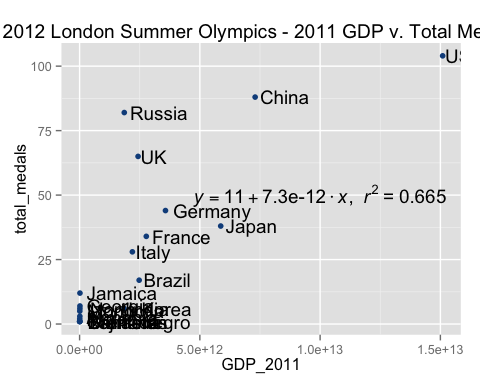 2012 London Summer Olympics - 2011 GDP v. Total Me
US
China
Russia
UK
y = 11 + 7.3e-12 · x, r² = 0.665
Germany
Japan
France
Italy
Brazil
Jamaica
100
75
50
25
0
total_medals
0.0e+00 5.0e+12 1.0e+13 1.5e+13
GDP_2011